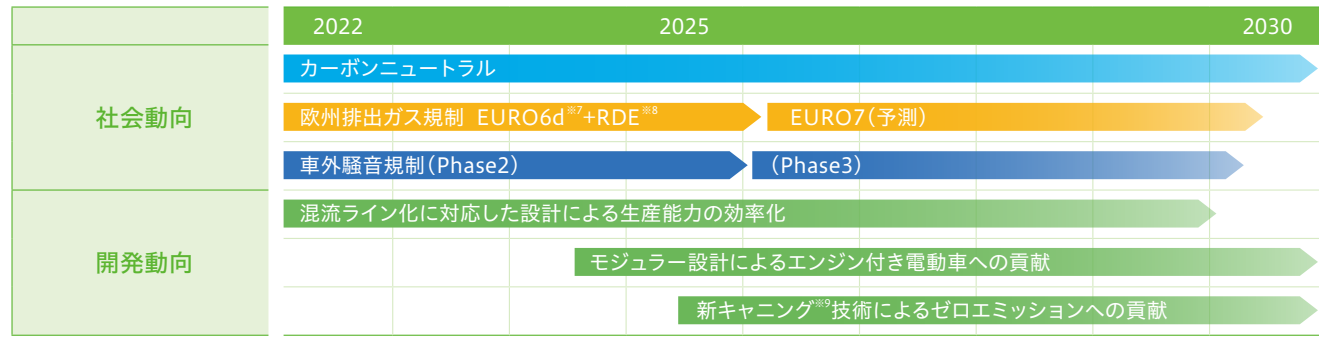 2022 2025 2030
社会動向
カーボンニュートラル
欧州排出ガス規制 EURO6d※7+RDE※8 EURO7(予測)
車外騒音規制(Phase2) (Phase3)
開発動向
混流ライン化に対応した設計による生産能力の効率化
モジュラー設計によるエンジン付き電動車への貢献
新キャニング※9技術によるゼロエミッションへの貢献